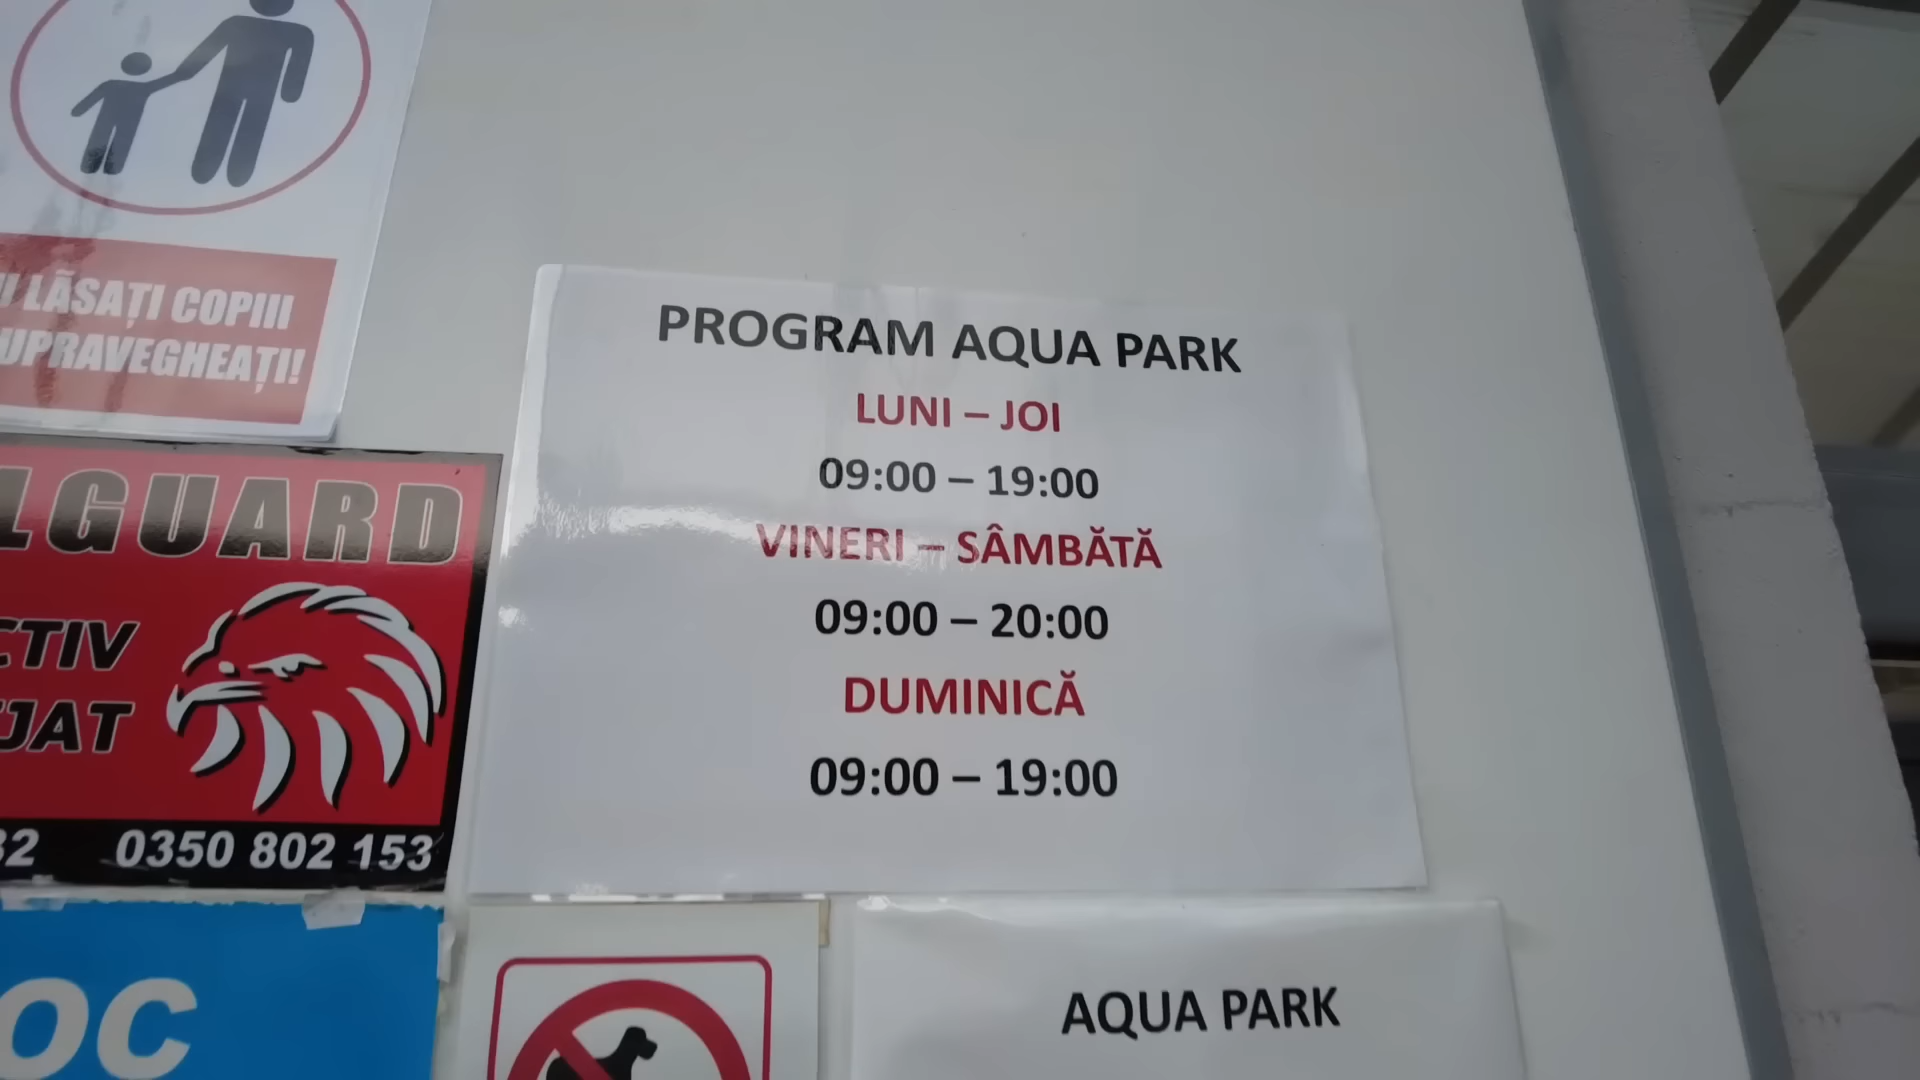 LĂSAȚI COPIII
UPRAVEGHEAȚI!
PROGRAM AQUA PARK
LUNI – JOI
09:00 – 19:00
VINERI – SÂMBĂTĂ
09:00 – 20:00
DUMINICĂ
09:00 – 19:00
LGUARD
CTIV
JAT
32 0350 802 153
OC
AQUA PARK